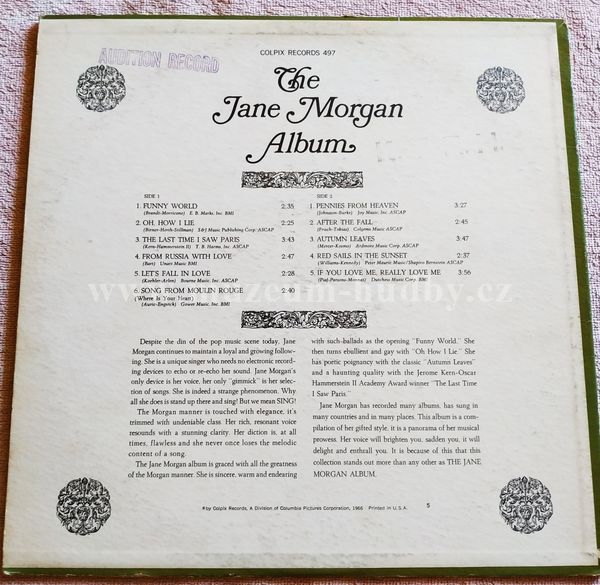 COLPIX RECORDS 497
AUDITION RECORD
The
Jane Morgan
Album
SIDE 1
1. FUNNY WORLD 2:35
(Brandt-Morricone) E. B. Marks, Inc. BMI
2. OH, HOW I LIE 2:25
(Bierner-Horth-Stillman) S&J Music Publishing Corp. ASCAP
3. THE LAST TIME I SAW PARIS 3:43
(Kern-Hammerstein II) T. B. Harms, Inc. ASCAP
4. FROM RUSSIA WITH LOVE 2:27
(Bart) Unart Music BMI
5. LET'S FALL IN LOVE 2:28
(Koehler-Arlen) Bourne Music Inc. ASCAP
6. SONG FROM MOULIN ROUGE 2:40
(Where Is Your Heart)
(Auric-Engvick) Gower Music, Inc. BMI
SIDE 2
1. PENNIES FROM HEAVEN 3:27
(Johnston-Burke) Joy Music, Inc. ASCAP
2. AFTER THE FALL 2:45
(Fruch-Tobias) Colgems Music ASCAP
3. AUTUMN LEAVES 3:47
(Mercer-Kosma) Ardmore Music Corp. ASCAP
4. RED SAILS IN THE SUNSET 2:37
(Williams-Kennedy) Peter Mauric Music/Shapiro Bernstein ASCAP
5. IF YOU LOVE ME, REALLY LOVE ME 3:56
(Piaf-Parsons-Monnot) Duchess Music Corp. BMI
Despite the din of the pop music scene today, Jane
Morgan continues to maintain a loyal and growing follow-
ing. She is a unique singer who needs no electronic record-
ing devices to echo or re-echo her sound. Jane Morgan's
only device is her voice, her only "gimmick" is her selec-
tion of songs. She is indeed a strange phenomenon. Why
all she does is stand up there and sing! But we mean SING!
The Morgan manner is touched with elegance, it's
trimmed with undeniable class. Her rich, resonant voice
resounds with a stunning clarity. Her diction is, at all
times, flawless and she never once loses the melodic
content of a song.
The Jane Morgan album is graced with all the greatness
of the Morgan manner. She is sincere, warm and endearing
with such ballads as the opening "Funny World." She
then turns ebullient and gay with "Oh How I Lie." She
has poetic poignancy with the classic "Autumn Leaves"
and a haunting quality with the Jerome Kern-Oscar
Hammerstein II Academy Award winner "The Last Time
I Saw Paris."
Jane Morgan has recorded many albums, has sung in
many countries and in many places. This album is a com-
pilation of her gifted style, it is a panorama of her musical
prowess. Her voice will brighten you, sadden you, it will
delight and enthrall you. It is because of this that this
collection stands out more than any other as THE JANE
MORGAN ALBUM.
℗ by Colpix Records, A Division of Columbia Pictures Corporation, 1966 · Printed in U.S.A.
5